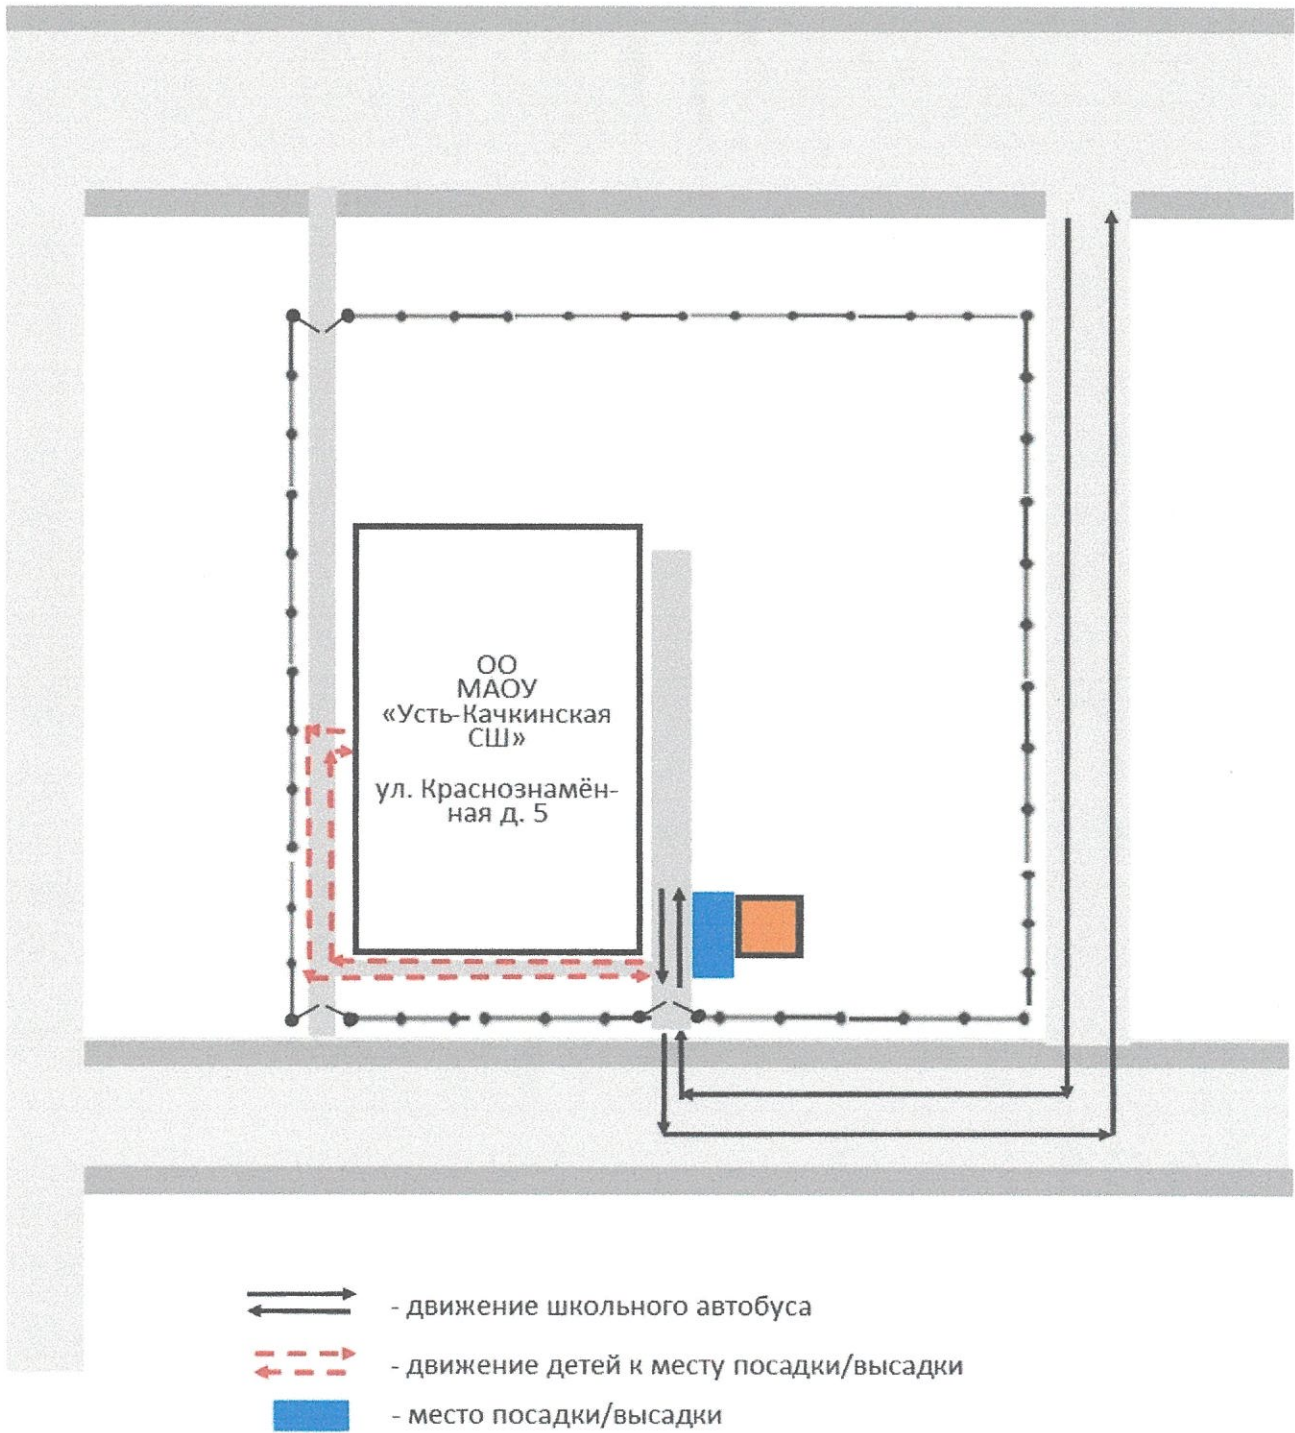 ОО
МАОУ
«Усть-Качкинская
СШ»
ул. Краснознамён-
ная д. 5
- движение школьного автобуса
- движение детей к месту посадки/высадки
- место посадки/высадки